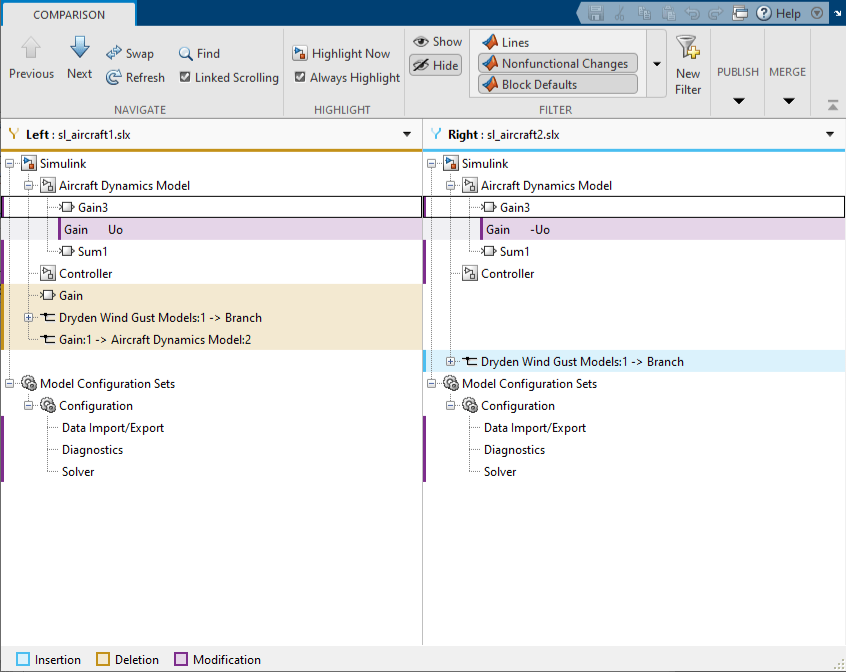 COMPARISON
Help
Previous
Next
Swap
Refresh
Find
Linked Scrolling
NAVIGATE
Highlight Now
Always Highlight
HIGHLIGHT
Show
Hide
Lines
Nonfunctional Changes
Block Defaults
FILTER
New
Filter
PUBLISH
MERGE
Left : sl_aircraft1.slx
Right : sl_aircraft2.slx
Simulink
Aircraft Dynamics Model
Gain3
Gain Uo
Sum1
Controller
Gain
Dryden Wind Gust Models:1 -> Branch
Gain:1 -> Aircraft Dynamics Model:2
Model Configuration Sets
Configuration
Data Import/Export
Diagnostics
Solver
Simulink
Aircraft Dynamics Model
Gain3
Gain -Uo
Sum1
Controller
Dryden Wind Gust Models:1 -> Branch
Model Configuration Sets
Configuration
Data Import/Export
Diagnostics
Solver
Insertion Deletion Modification